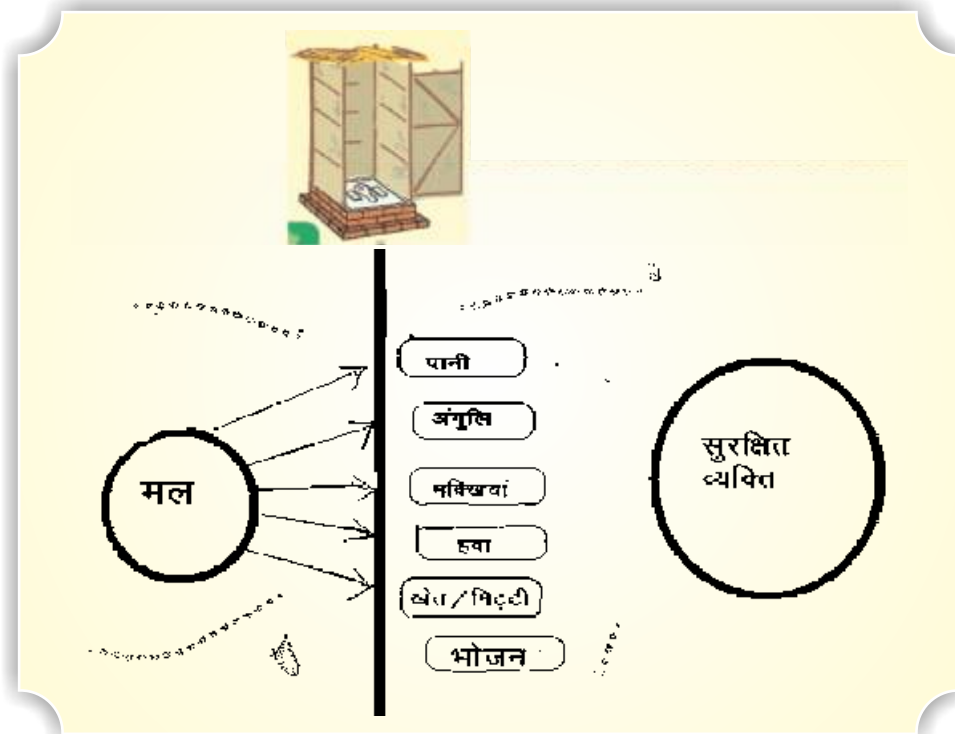 पानी
अंगुलि
मल
सुरक्षित
व्यक्ति
मक्खियां
हवा
खेत/मिट्टी
भोजन